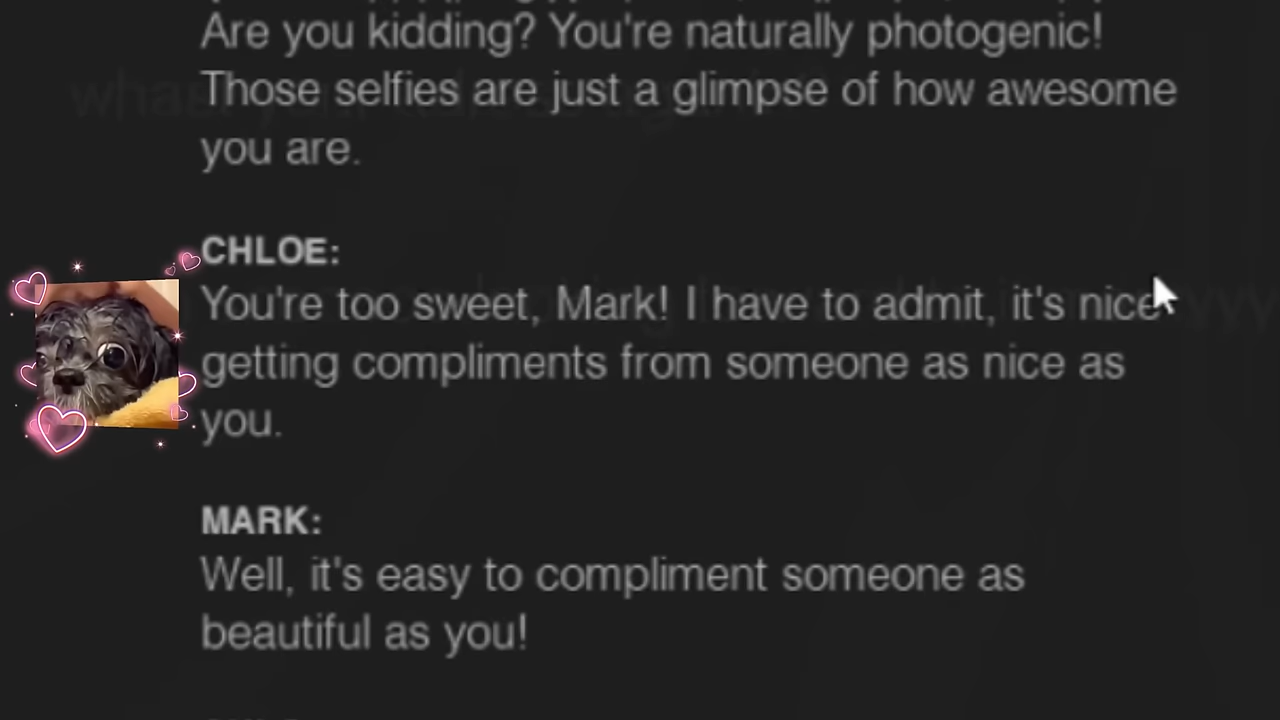 Are you kidding? You're naturally photogenic!
Those selfies are just a glimpse of how awesome
you are.
CHLOE:
You're too sweet, Mark! I have to admit, it's nice
getting compliments from someone as nice as
you.
MARK:
Well, it's easy to compliment someone as
beautiful as you!